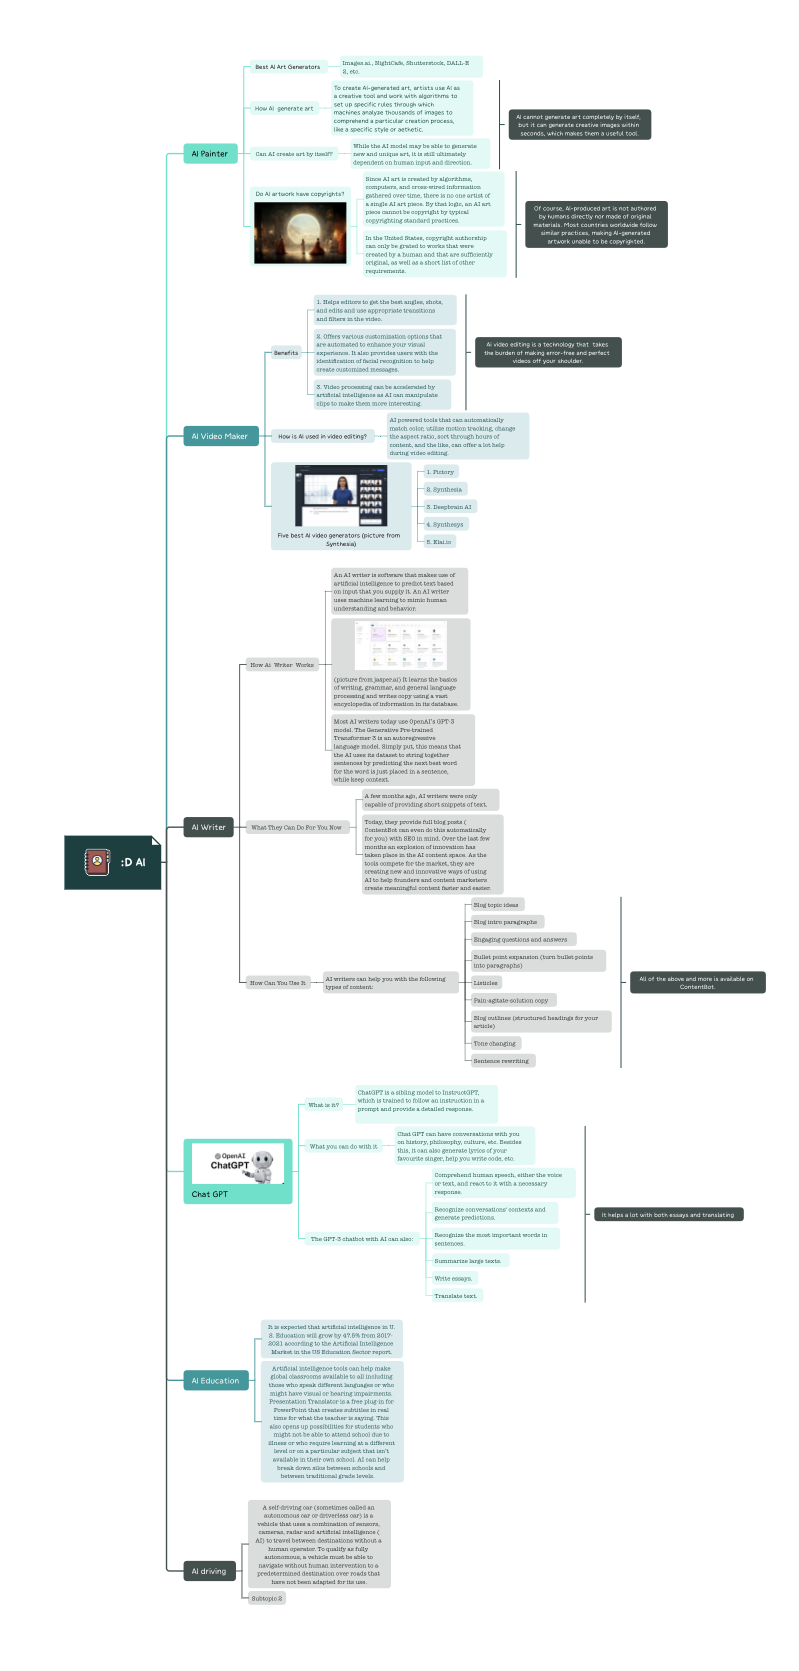 :D AI
AI Painter
Best AI Art Generators
Images.ai, NightCafe, Shutterstock, DALL-E
2, etc.
How AI generate art
To create AI-generated art, artists use AI as
a creative tool and work with algorithms to
set up specific rules through which
machines analyze thousands of images to
comprehend a particular creation process,
like a specific style or aethetic.
Can AI create art by itself?
While the AI model may be able to generate
new and unique art, it is still ultimately
dependent on human input and direction.
AI cannot generate art completely by itself,
but it can generate creative images within
seconds, which makes them a useful tool.
Do AI artwork have copyrights?
Since AI art is created by algorithms,
computers, and cross-wired information
gathered over time, there is no one artist of
a single AI art piece. By that logic, an AI art
piece cannot be copyright by typical
copyrighting standard practices.
In the United States, copyright authorship
can only be grated to works that were
created by a human and that are sufficiently
original, as well as a short list of other
requirements.
Of course, AI-produced art is not authored
by humans directly nor made of original
materials. Most countries worldwide follow
similar practices, making AI-generated
artwork unable to be copyrighted.
AI Video Maker
Benefits
1. Helps editors to get the best angles, shots,
and edits and use appropriate transitions
and filters in the video.
2. Offers various customization options that
are automated to enhance your visual
experience. It also provides users with the
identification of facial recognition to help
create customized messages.
3. Video processing can be accelerated by
artificial intelligence as AI can manipulate
clips to make them more interesting.
Ai video editing is a technology that takes
the burden of making error-free and perfect
videos off your shoulder.
How is AI used in video editing?
AI powered tools that can automatically
match color, utilize motion tracking, change
the aspect ratio, sort through hours of
content, and the like, can offer a lot help
during video editing.
Five best AI video generators (picture from
Synthesia)
1. Pictory
2. Synthesia
3. Deepbrain AI
4. Synthesys
5. Elai.io
AI Writer
How Ai Writer Works
An AI writer is software that makes use of
artificial intelligence to predict text based
on input that you supply it. An AI writer
uses machine learning to mimic human
understanding and behavior.
(picture from jasper.ai) It learns the basics
of writing, grammar, and general language
processing and writes copy using a vast
encyclopedia of information in its database.
Most AI writers today use OpenAI's GPT-3
model. The Generative Pre-trained
Transformer 3 is an autoregressive
language model. Simply put, this means that
the AI uses its dataset to string together
sentences by predicting the next best word
for the word is just placed in a sentence,
while keep context.
What They Can Do For You Now
A few months ago, AI writers were only
capable of providing short snippets of text.
Today, they provide full blog posts (
ContentBot can even do this automatically
for you) with SEO in mind. Over the last few
months an explosion of innovation has
taken place in the AI content space. As the
tools compete for the market, they are
creating new and innovative ways of using
AI to help founders and content marketers
create meaningful content faster and easier.
How Can You Use It
AI writers can help you with the following
types of content:
Blog topic ideas
Blog intro paragraphs
Engaging questions and answers
Bullet point expansion (turn bullet points
into paragraphs)
Listicles
Pain-agitate-solution copy
Blog outlines (structured headings for your
article)
Tone changing
Sentence rewriting
All of the above and more is available on
ContentBot.
OpenAI
ChatGPT
Chat GPT
What is it?
ChatGPT is a sibling model to InstructGPT,
which is trained to follow an instruction in a
prompt and provide a detailed response.
What you can do with it
Chat GPT can have conversations with you
on history, philosophy, culture, etc. Besides
this, it can also generate lyrics of your
favourite singer, help you write code, etc.
The GPT-3 chatbot with AI can also:
Comprehend human speech, either the voice
or text, and react to it with a necessary
response.
Recognize conversations' contexts and
generate predictions.
Recognize the most important words in
sentences.
Summarize large texts.
Write essays.
Translate text.
It helps a lot with both essays and translating
AI Education
It is expected that artificial intelligence in U.
S. Education will grow by 47.5% from 2017-
2021 according to the Artificial Intelligence
Market in the US Education Sector report.
Artificial intelligence tools can help make
global classrooms available to all including
those who speak different languages or who
might have visual or hearing impairments.
Presentation Translator is a free plug-in for
PowerPoint that creates subtitles in real
time for what the teacher is saying. This
also opens up possibilities for students who
might not be able to attend school due to
illness or who require learning at a different
level or on a particular subject that isn't
available in their own school. AI can help
break down silos between schools and
between traditional grade levels.
AI driving
A self-driving car (sometimes called an
autonomous car or driverless car) is a
vehicle that uses a combination of sensors,
cameras, radar and artificial intelligence (
AI) to travel between destinations without a
human operator. To qualify as fully
autonomous, a vehicle must be able to
navigate without human intervention to a
predetermined destination over roads that
have not been adapted for its use.
Subtopic 2